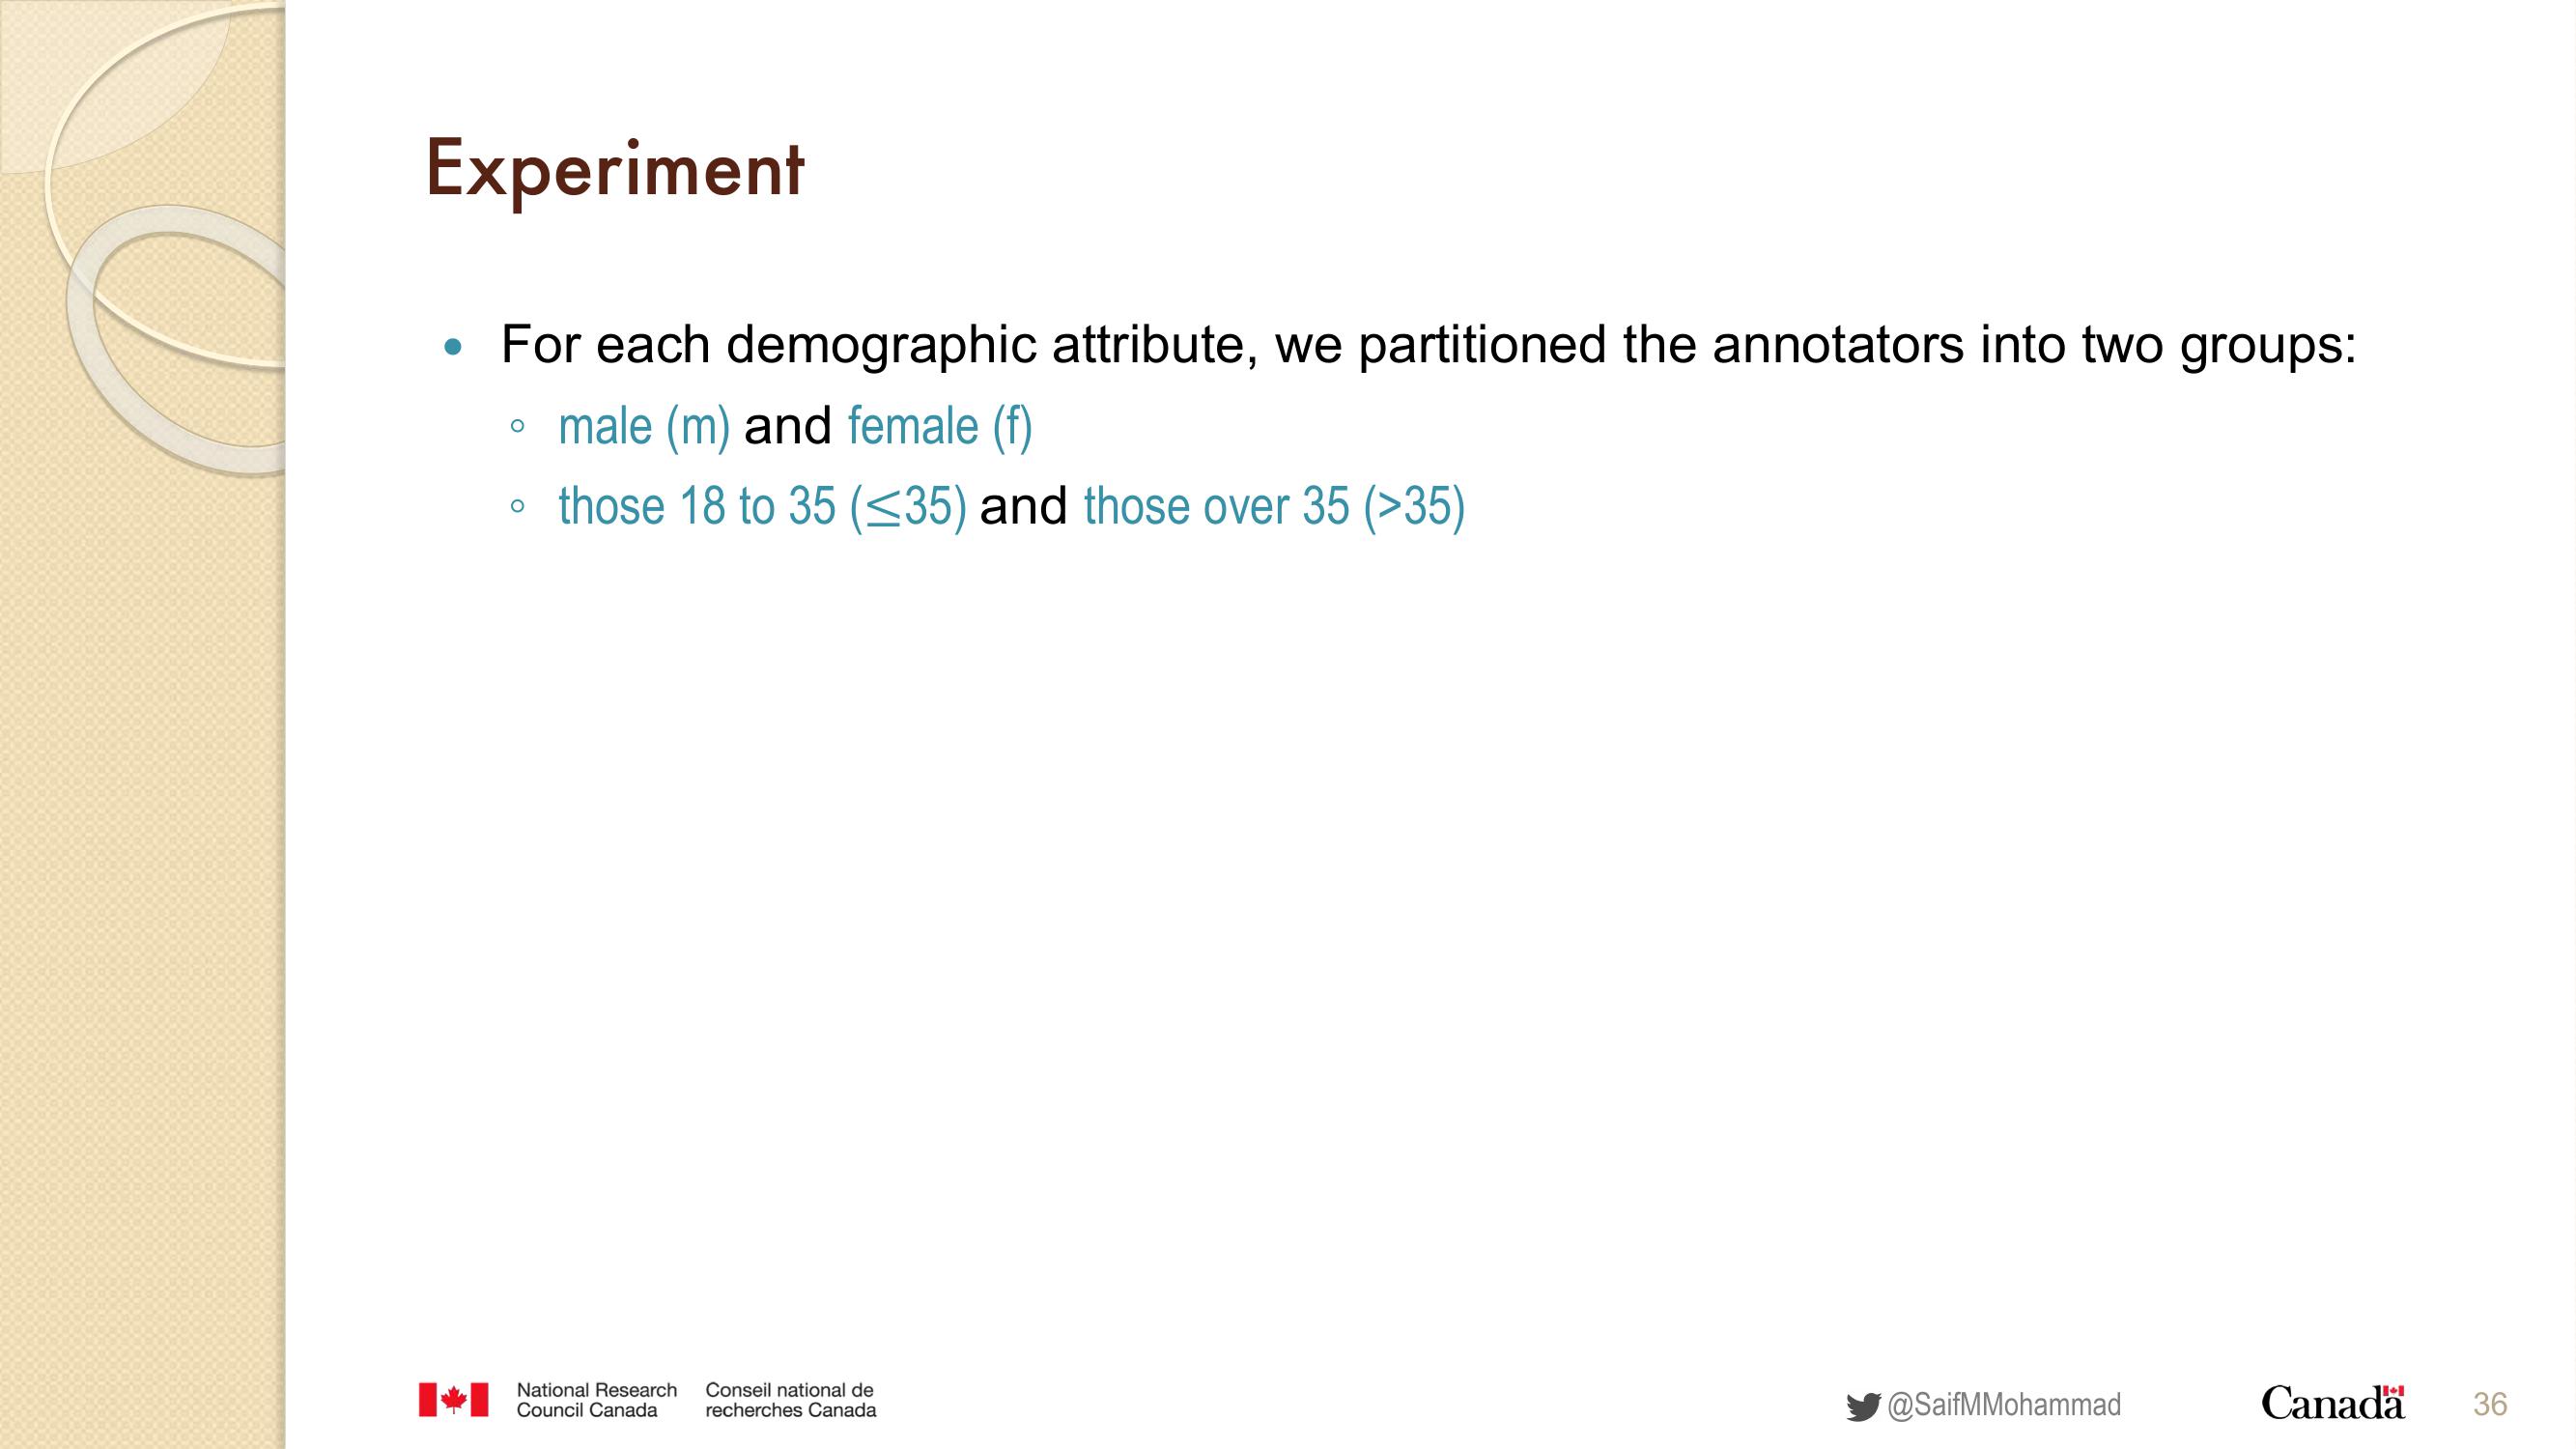 Experiment
• For each demographic attribute, we partitioned the annotators into two groups:
◦ male (m) and female (f)
◦ those 18 to 35 (≤35) and those over 35 (>35)
National Research Council Canada
Conseil national de recherches Canada
@SaifMMohammad
Canada
36